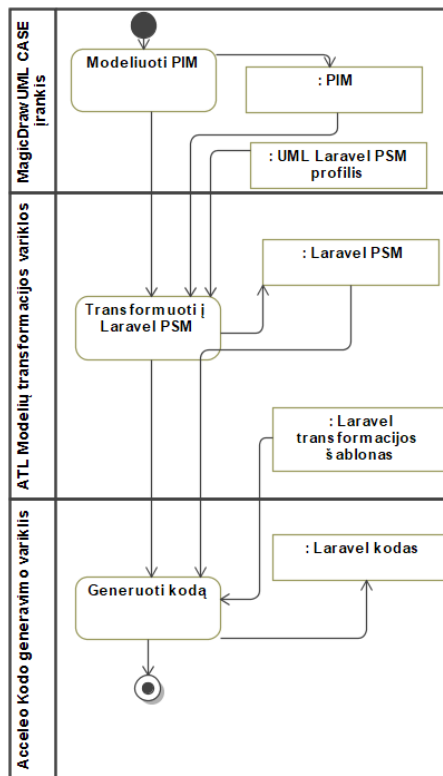 MagicDraw UML CASE
įrankis
Modeliuoti PIM
: PIM
: UML Laravel PSM
profilis
ATL Modelių transformacijos variklos
: Laravel PSM
Transformuoti į
Laravel PSM
: Laravel
transformacijos
šablonas
Acceleo Kodo generavimo variklis
: Laravel kodas
Generuoti kodą